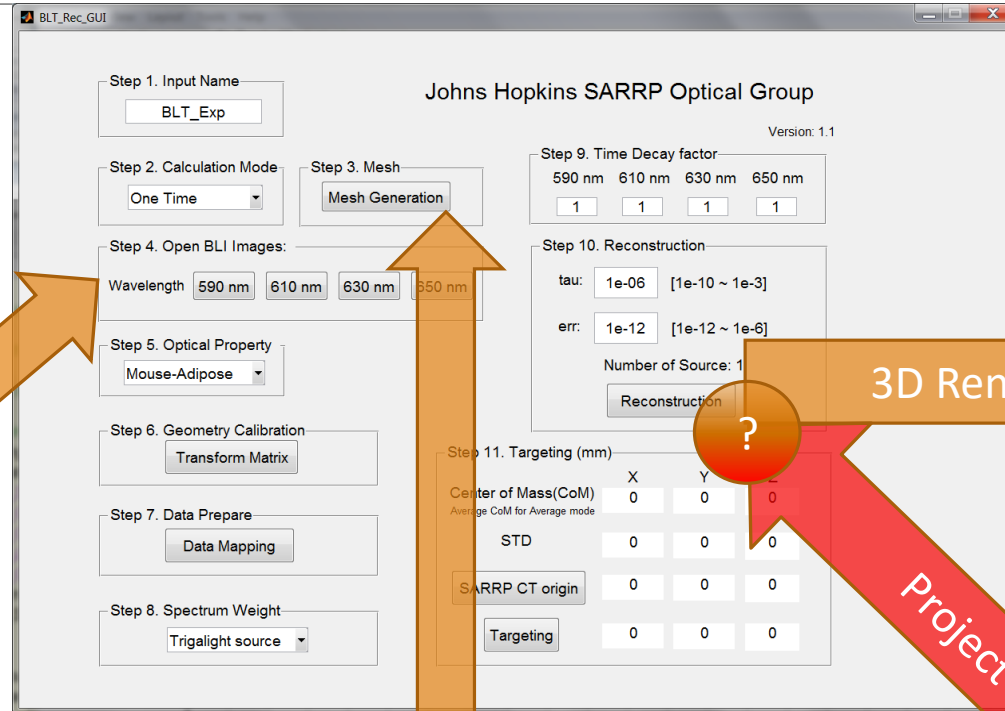 BLT_Rec_GUI
Johns Hopkins SARRP Optical Group
Version: 1.1
Step 1. Input Name
BLT_Exp
Step 2. Calculation Mode
One Time
Step 3. Mesh
Mesh Generation
Step 4. Open BLI Images:
Wavelength 590 nm 610 nm 630 nm 650 nm
Step 5. Optical Property
Mouse-Adipose
Step 6. Geometry Calibration
Transform Matrix
Step 7. Data Prepare
Data Mapping
Step 8. Spectrum Weight
Trigalight source
Step 9. Time Decay factor
590 nm 610 nm 630 nm 650 nm
1 1 1 1
Step 10. Reconstruction
tau: 1e-06 [1e-10 ~ 1e-3]
err: 1e-12 [1e-12 ~ 1e-6]
Number of Source: 1
Reconstruction
3D Ren
?
Step 11. Targeting (mm)
X Y Z
Center of Mass(CoM) 0 0 0
Average CoM for Average mode
STD 0 0 0
SARRP CT origin 0 0 0
Targeting 0 0 0
Project